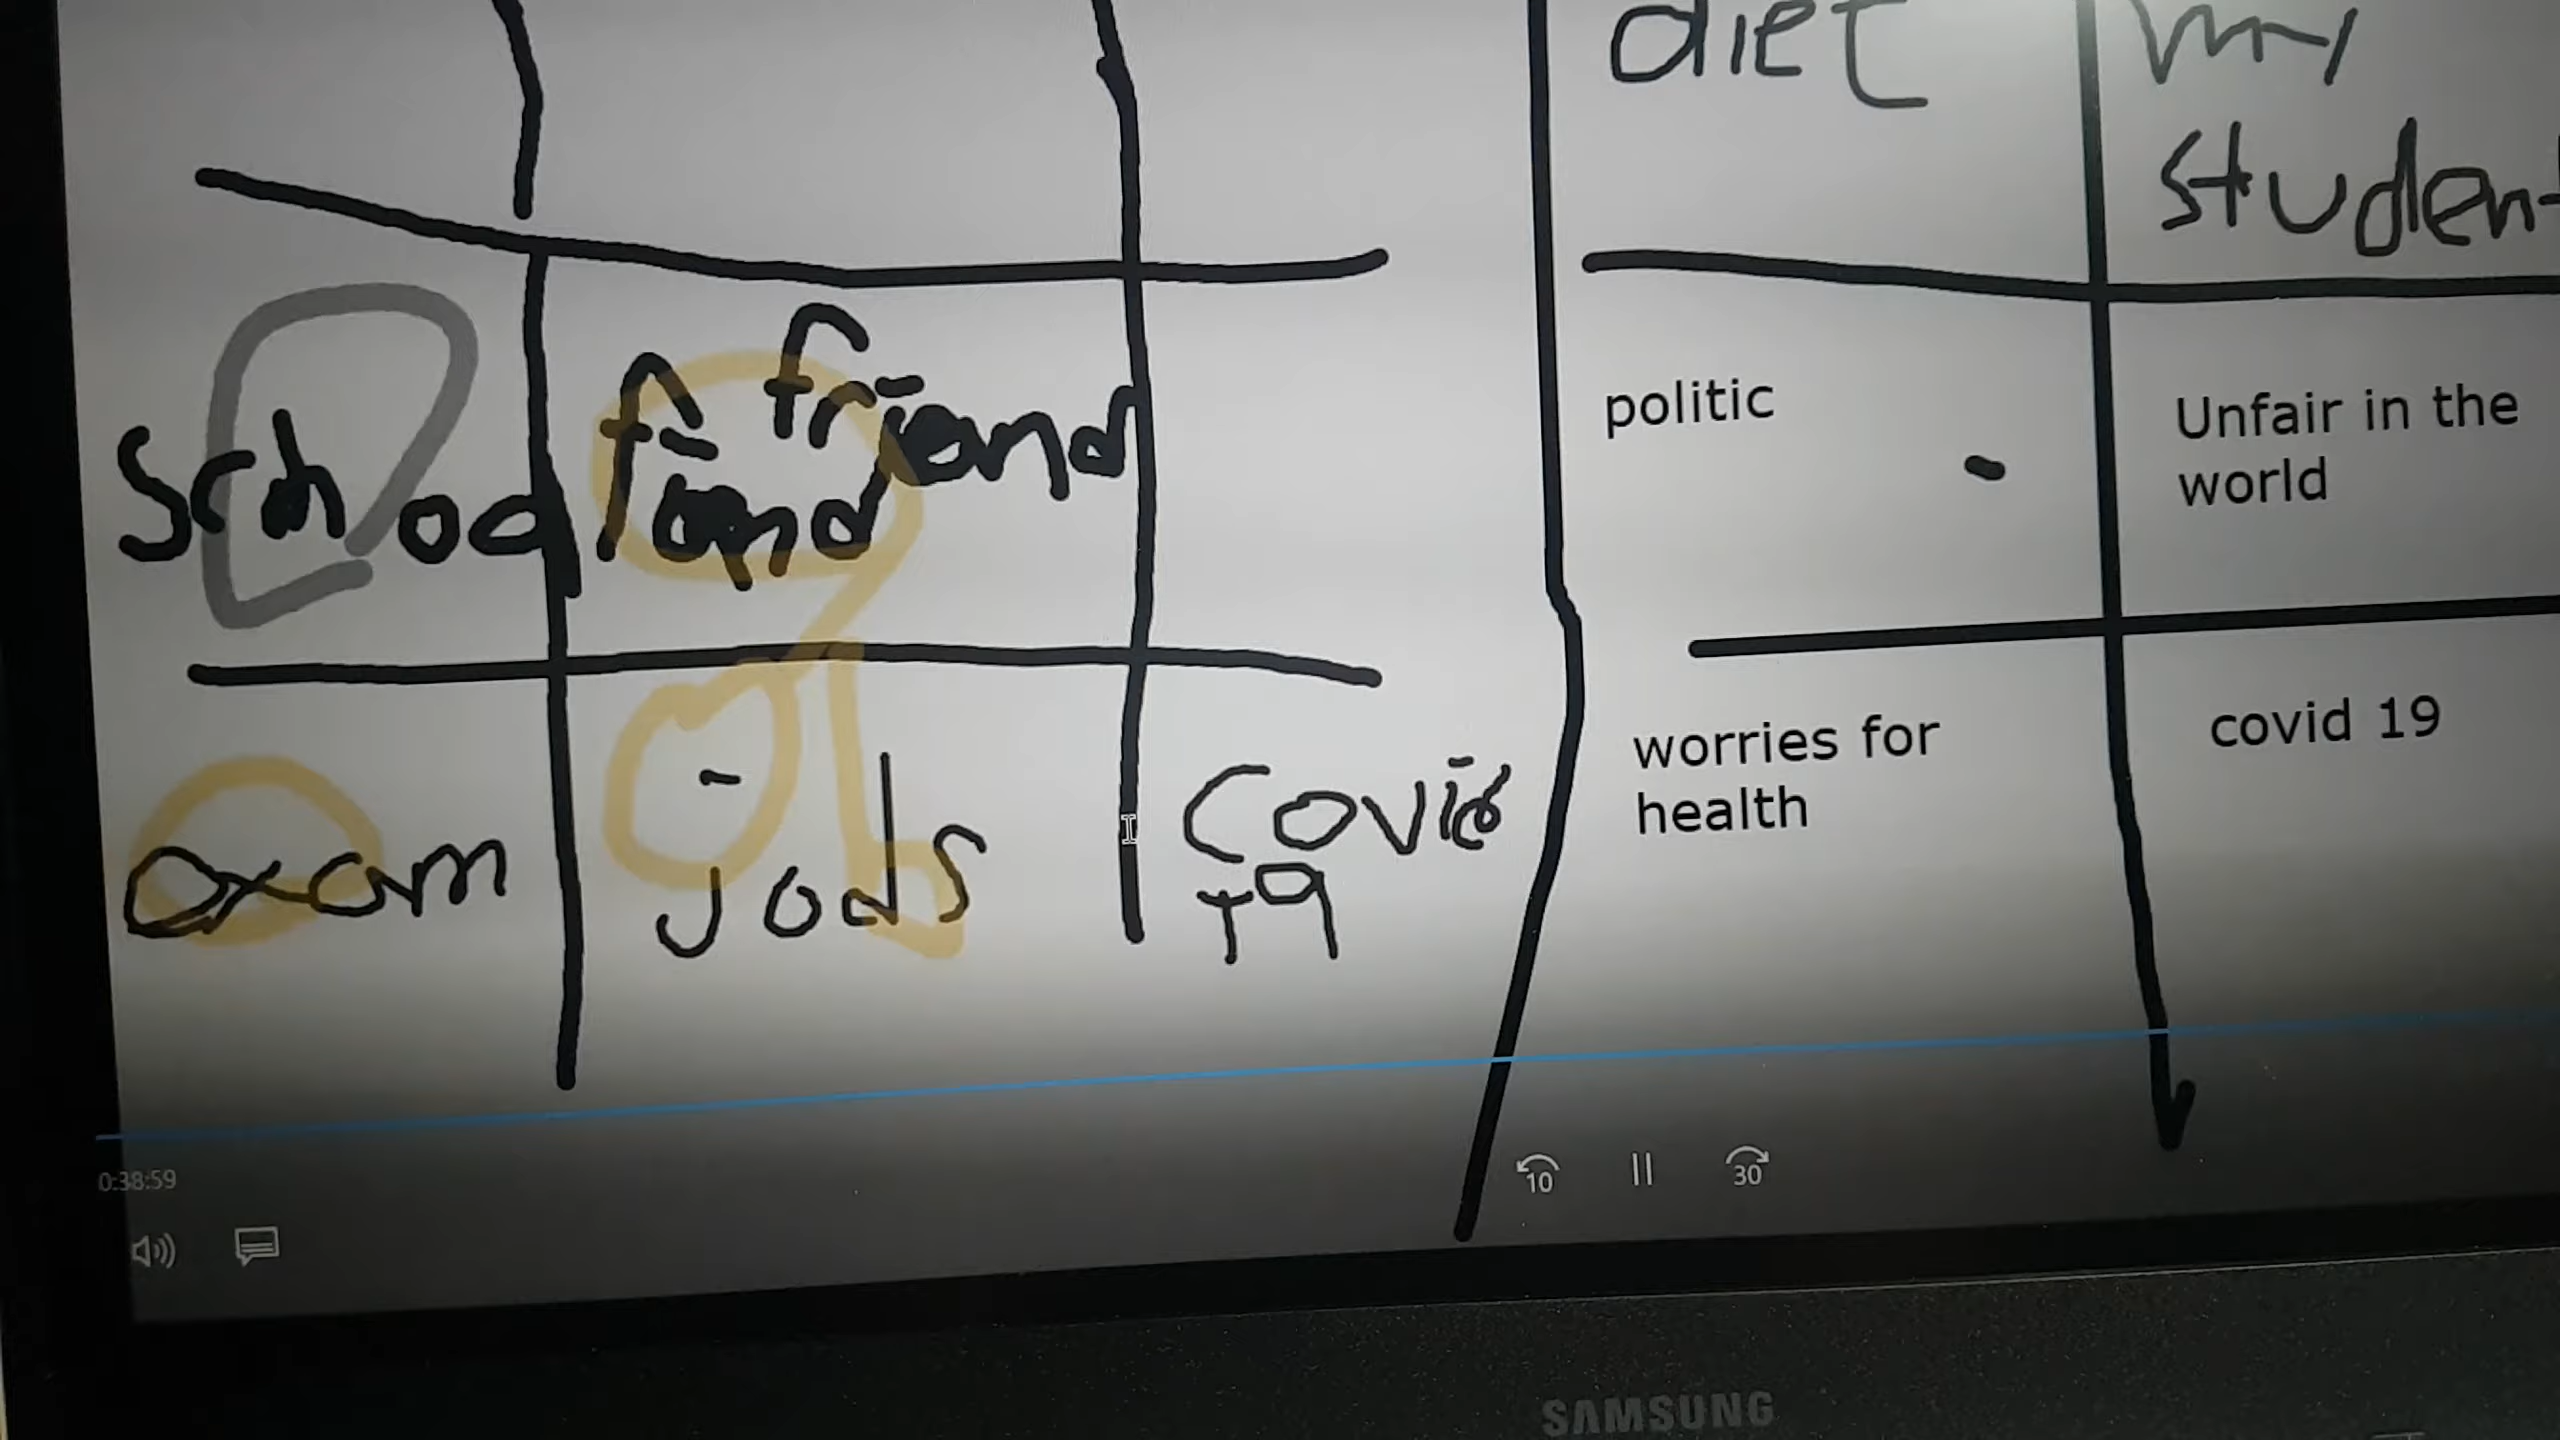 diet
my
student
School
friend
friend
politic
Unfair in the
world
exam
jobs
Covid
19
worries for
health
covid 19
0:38:59
10
30
SAMSUNG